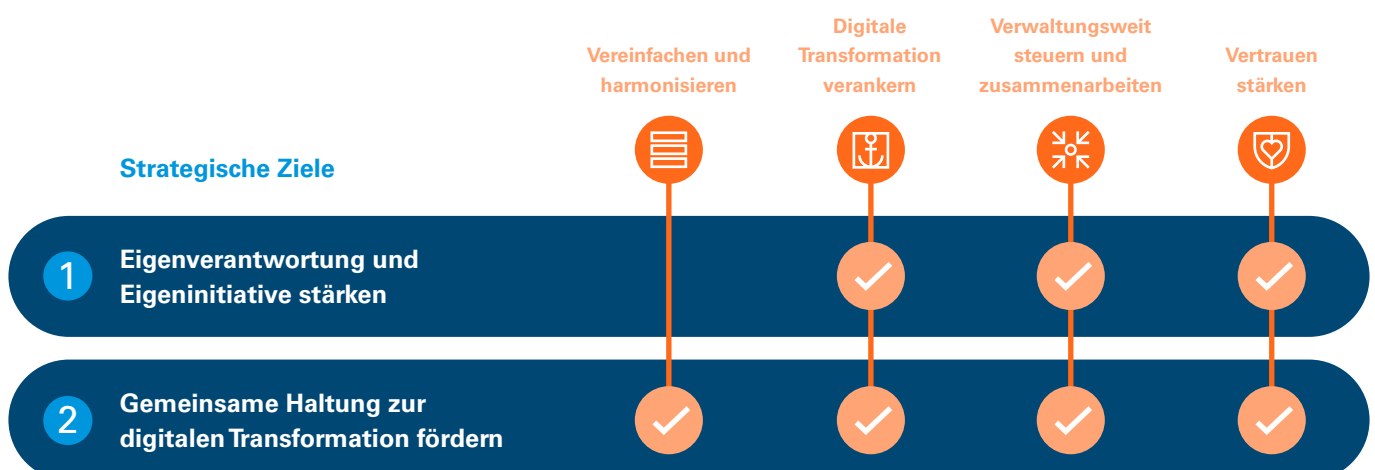 Vereinfachen und
harmonisieren
Digitale
Transformation
verankern
Verwaltungsweit
steuern und
zusammenarbeiten
Vertrauen
stärken
Strategische Ziele
1
Eigenverantwortung und
Eigeninitiative stärken
2
Gemeinsame Haltung zur
digitalen Transformation fördern